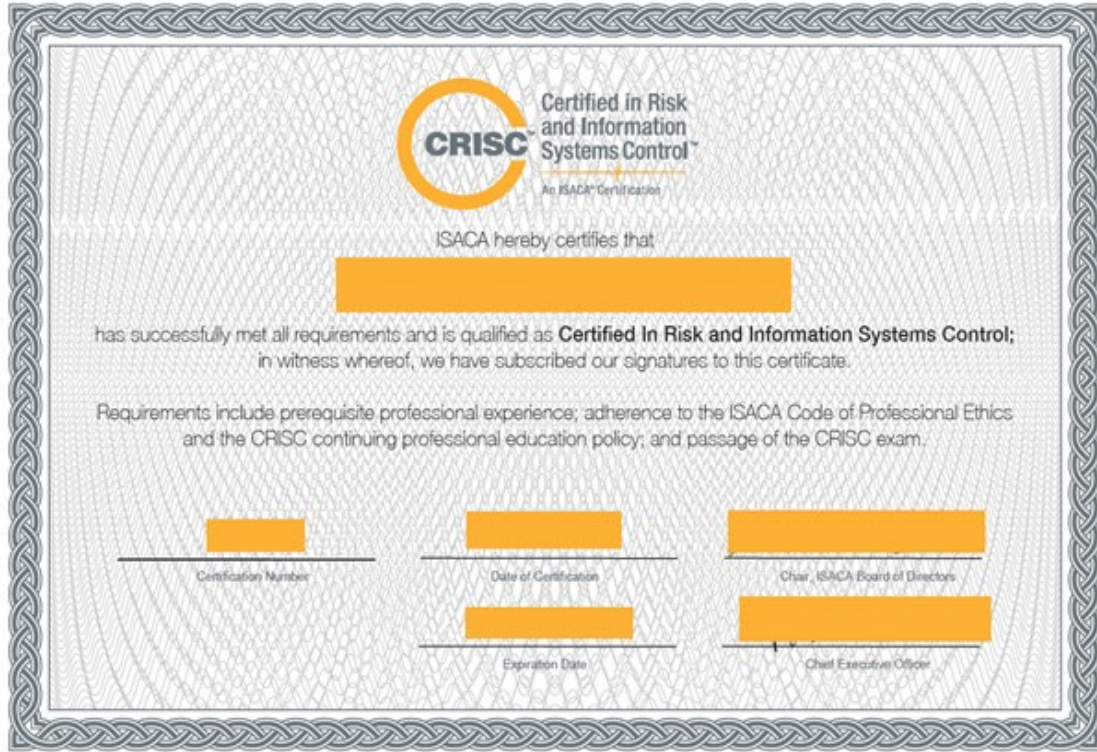 CRISC™
Certified in Risk
and Information
Systems Control™
An ISACA® Certification
ISACA hereby certifies that
has successfully met all requirements and is qualified as Certified In Risk and Information Systems Control;
in witness whereof, we have subscribed our signatures to this certificate.
Requirements include prerequisite professional experience; adherence to the ISACA Code of Professional Ethics
and the CRISC continuing professional education policy; and passage of the CRISC exam.
Certification Number
Date of Certification
Chair, ISACA Board of Directors
Expiration Date
Chief Executive Officer